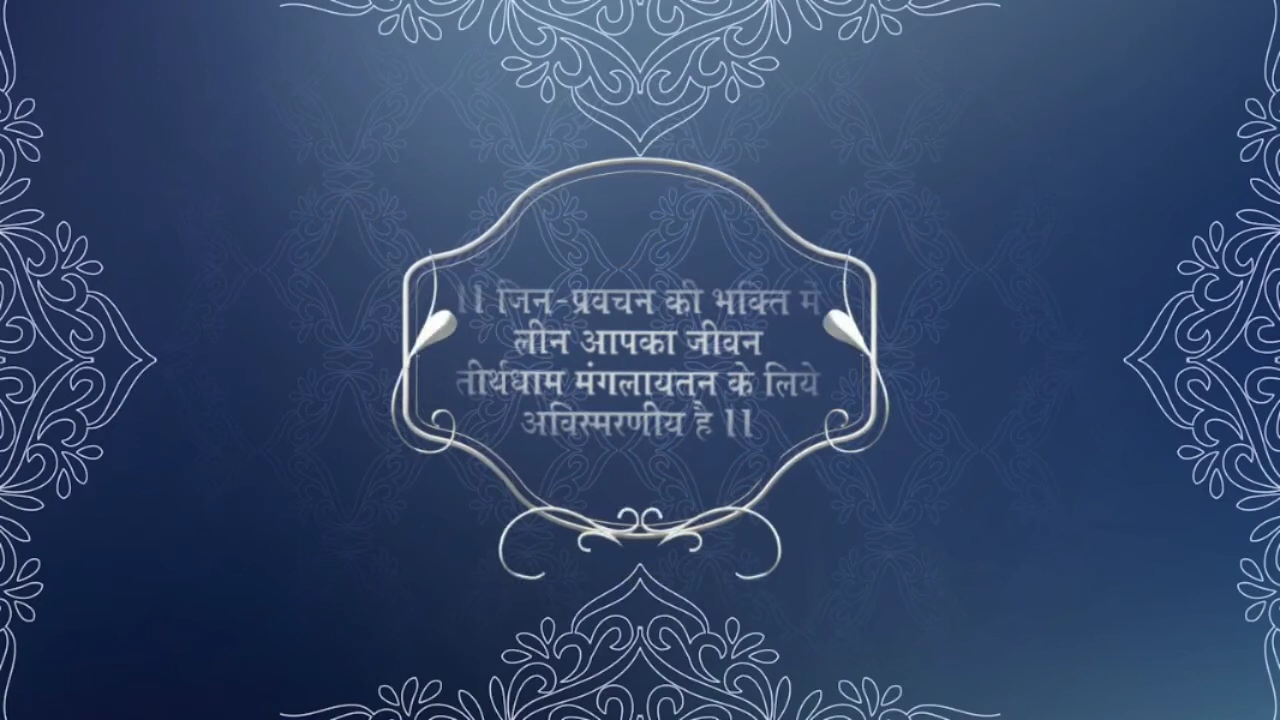 ।। जिन-प्रवचन की भक्ति मे
लीन आपका जीवन
तीर्थधाम मंगलायतन के लिये
अविस्मरणीय है ।।